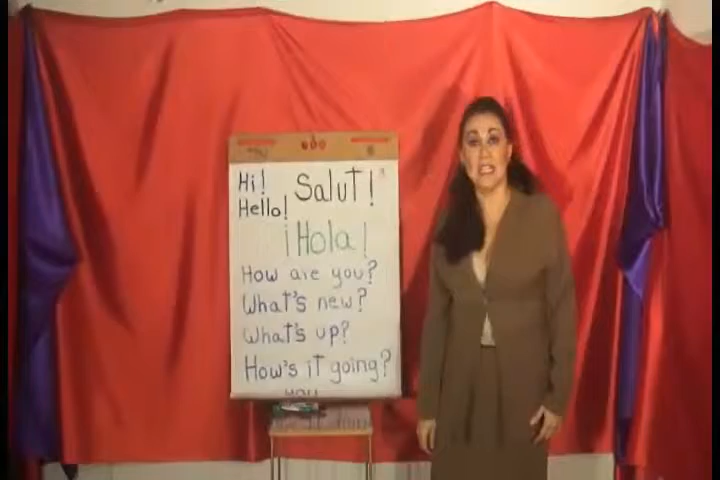 Hi! Salut!
Hello!
¡Hola!
How are you?
What's new?
What's up?
How's it going?